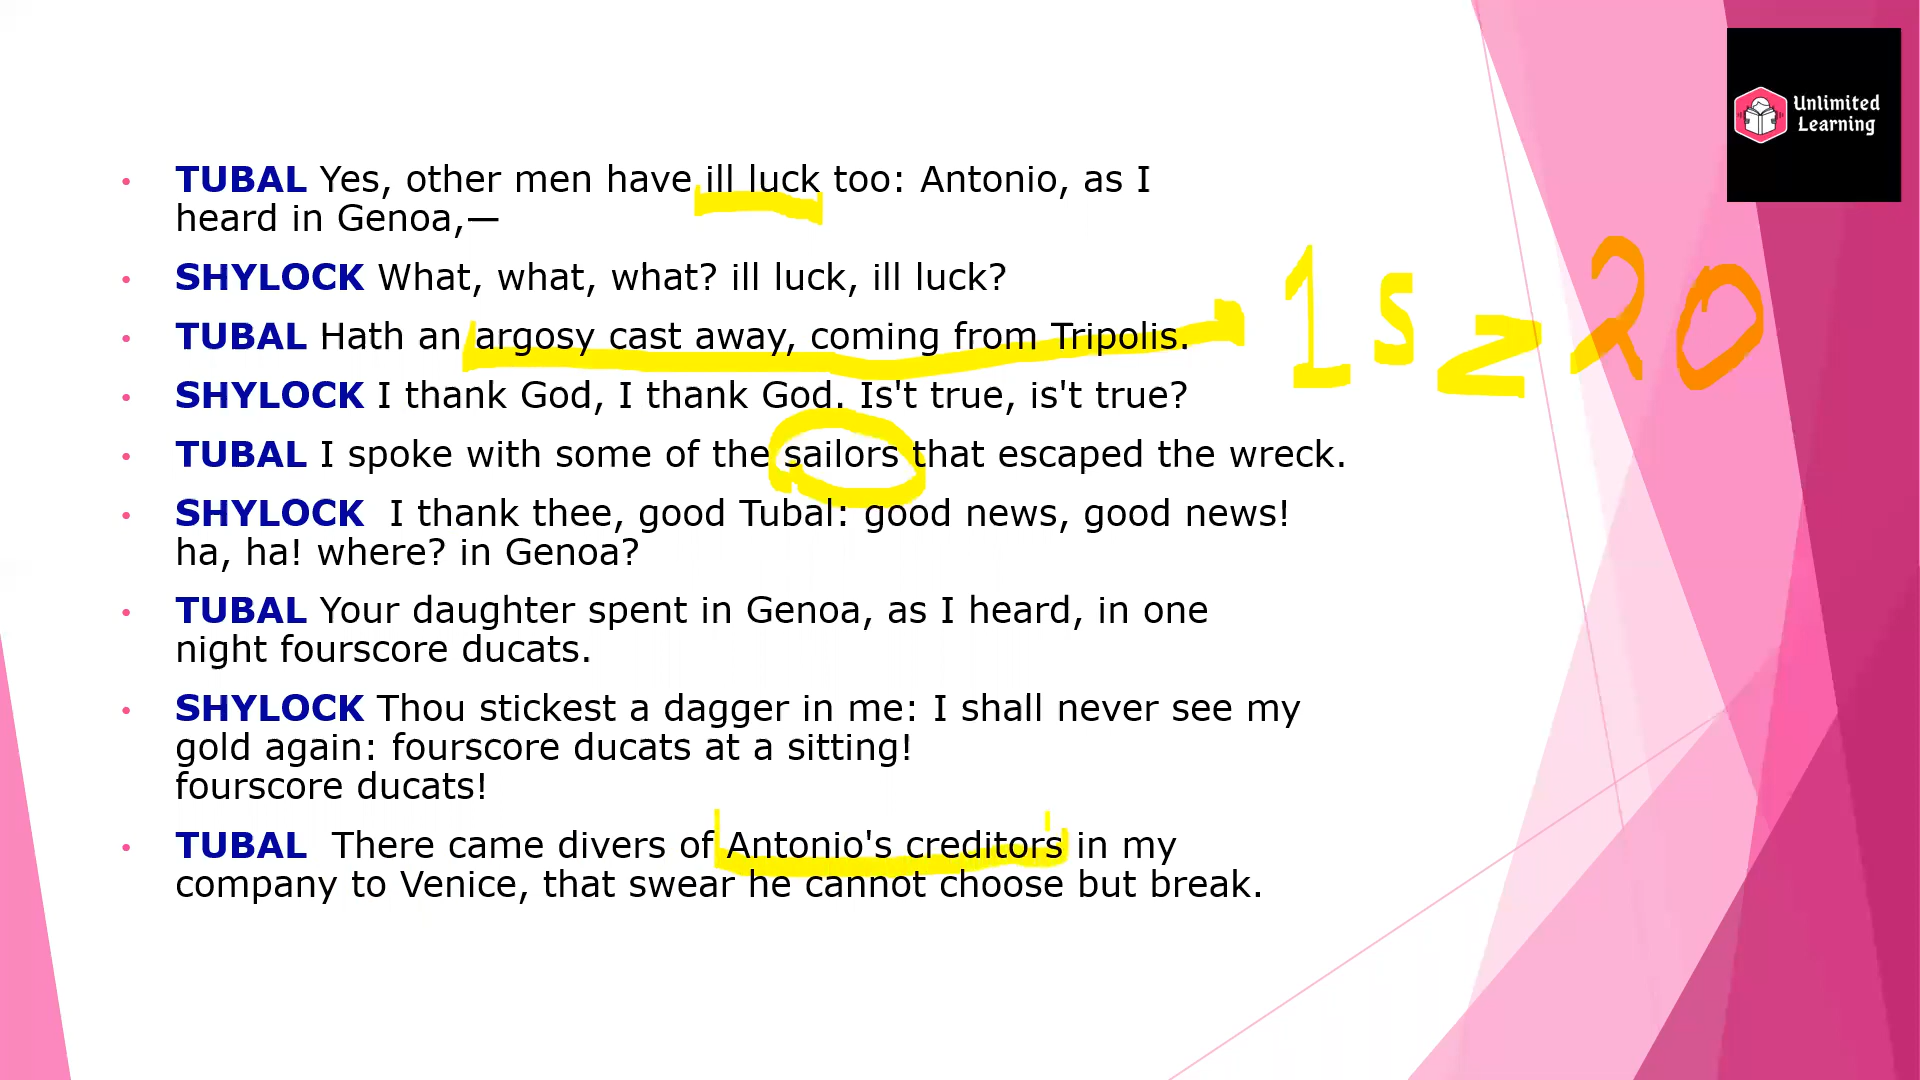 Unlimited
Learning
• TUBAL Yes, other men have ill luck too: Antonio, as I
heard in Genoa,—
• SHYLOCK What, what, what? ill luck, ill luck?
• TUBAL Hath an argosy cast away, coming from Tripolis.
1s = 20
• SHYLOCK I thank God, I thank God. Is't true, is't true?
• TUBAL I spoke with some of the sailors that escaped the wreck.
• SHYLOCK I thank thee, good Tubal: good news, good news!
ha, ha! where? in Genoa?
• TUBAL Your daughter spent in Genoa, as I heard, in one
night fourscore ducats.
• SHYLOCK Thou stickest a dagger in me: I shall never see my
gold again: fourscore ducats at a sitting!
fourscore ducats!
• TUBAL There came divers of Antonio's creditors in my
company to Venice, that swear he cannot choose but break.